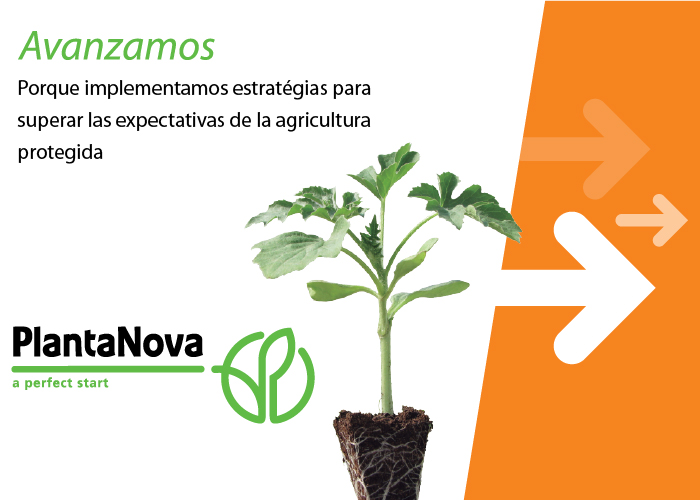 Avanzamos
Porque implementamos estratégias para
superar las expectativas de la agricultura
protegida
PlantaNova
a perfect start